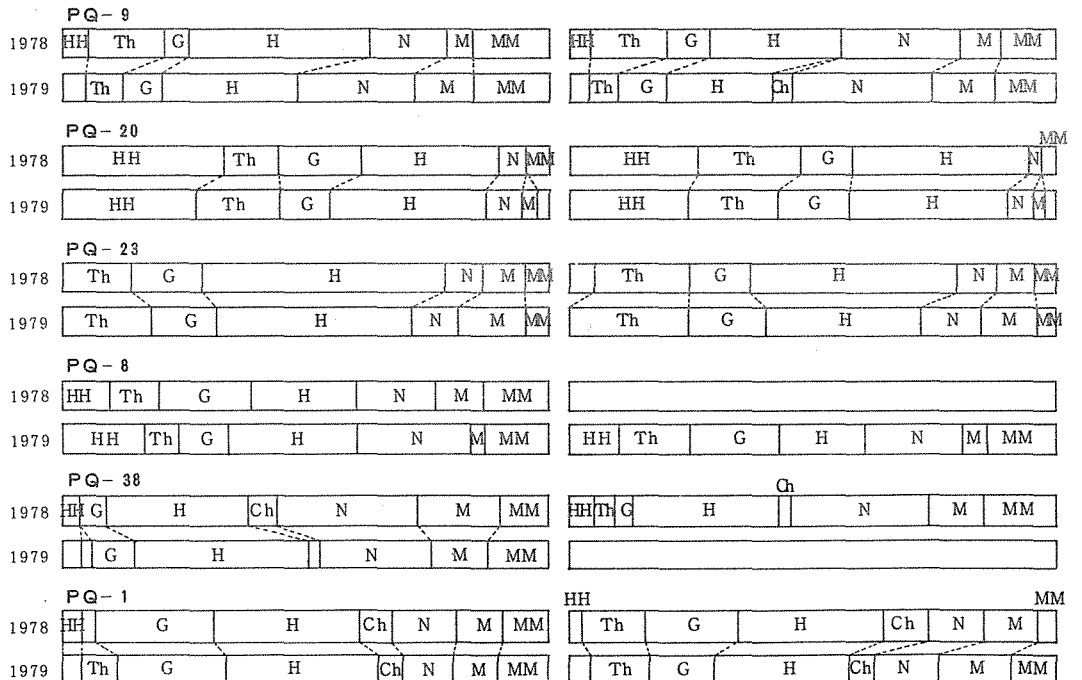 PQ-9
1978 HH Th G H N M MM HH Th G H N M MM
1979 Th G H N M MM Th G H Ch N M MM
PQ-20
MM
1978 HH Th G H N MM HH Th G H N
1979 HH Th G H N M HH Th G H N M
PQ-23
1978 Th G H N M MM Th G H N M MM
1979 Th G H N M MM Th G H N M MM
PQ-8
1978 HH Th G H N M MM
1979 HH Th G H N M MM HH Th G H N M MM
PQ-38
Ch
1978 HH G H Ch N M MM HH Th G H N M MM
1979 G H N M MM
PQ-1
HH MM
1978 HH G H Ch N M MM Th G H Ch N M
1979 Th G H Ch N M MM Th G H Ch N M MM